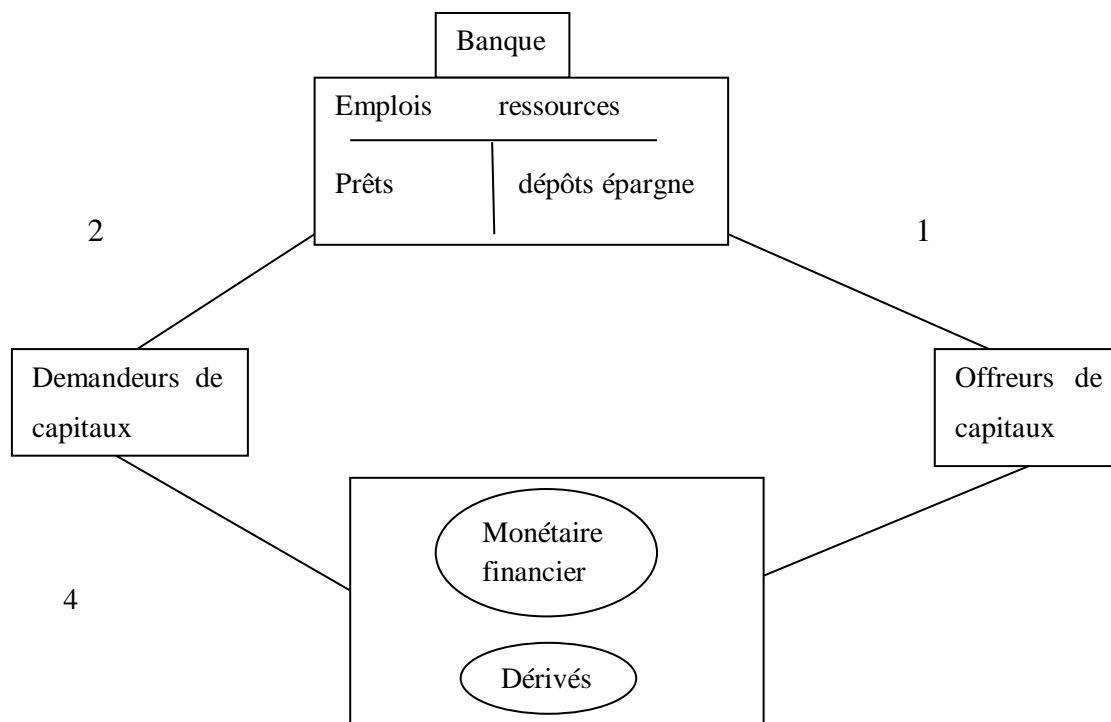 Banque
Emplois ressources
Prêts dépôts épargne
2 1
Demandeurs de
capitaux
Offreurs de
capitaux
Monétaire
financier
4
Dérivés